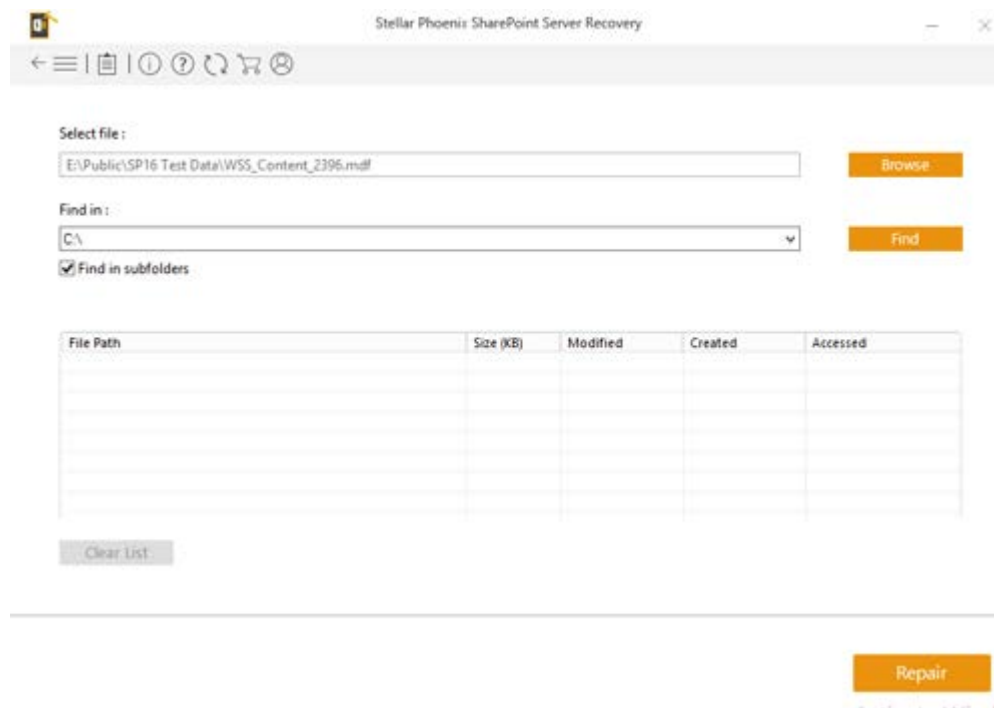 Stellar Phoenix SharePoint Server Recovery
Select file :
E:\Public\SP16 Test Data\WSS_Content_2396.mdf
Browse
Find in :
C:\
Find
Find in subfolders
File Path Size (KB) Modified Created Accessed
Clear List
Repair